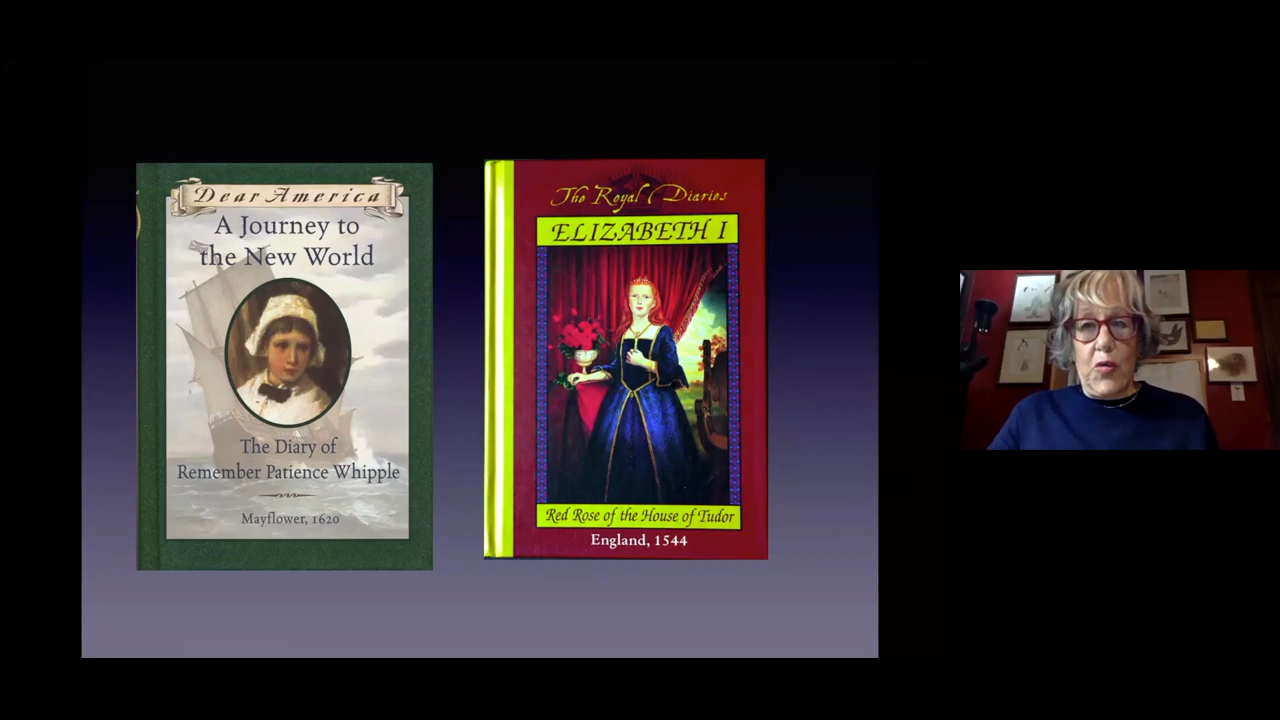 Dear America
A Journey to
the New World
The Diary of
Remember Patience Whipple
Mayflower, 1620
The Royal Diaries
ELIZABETH I
Red Rose of the House of Tudor
England, 1544